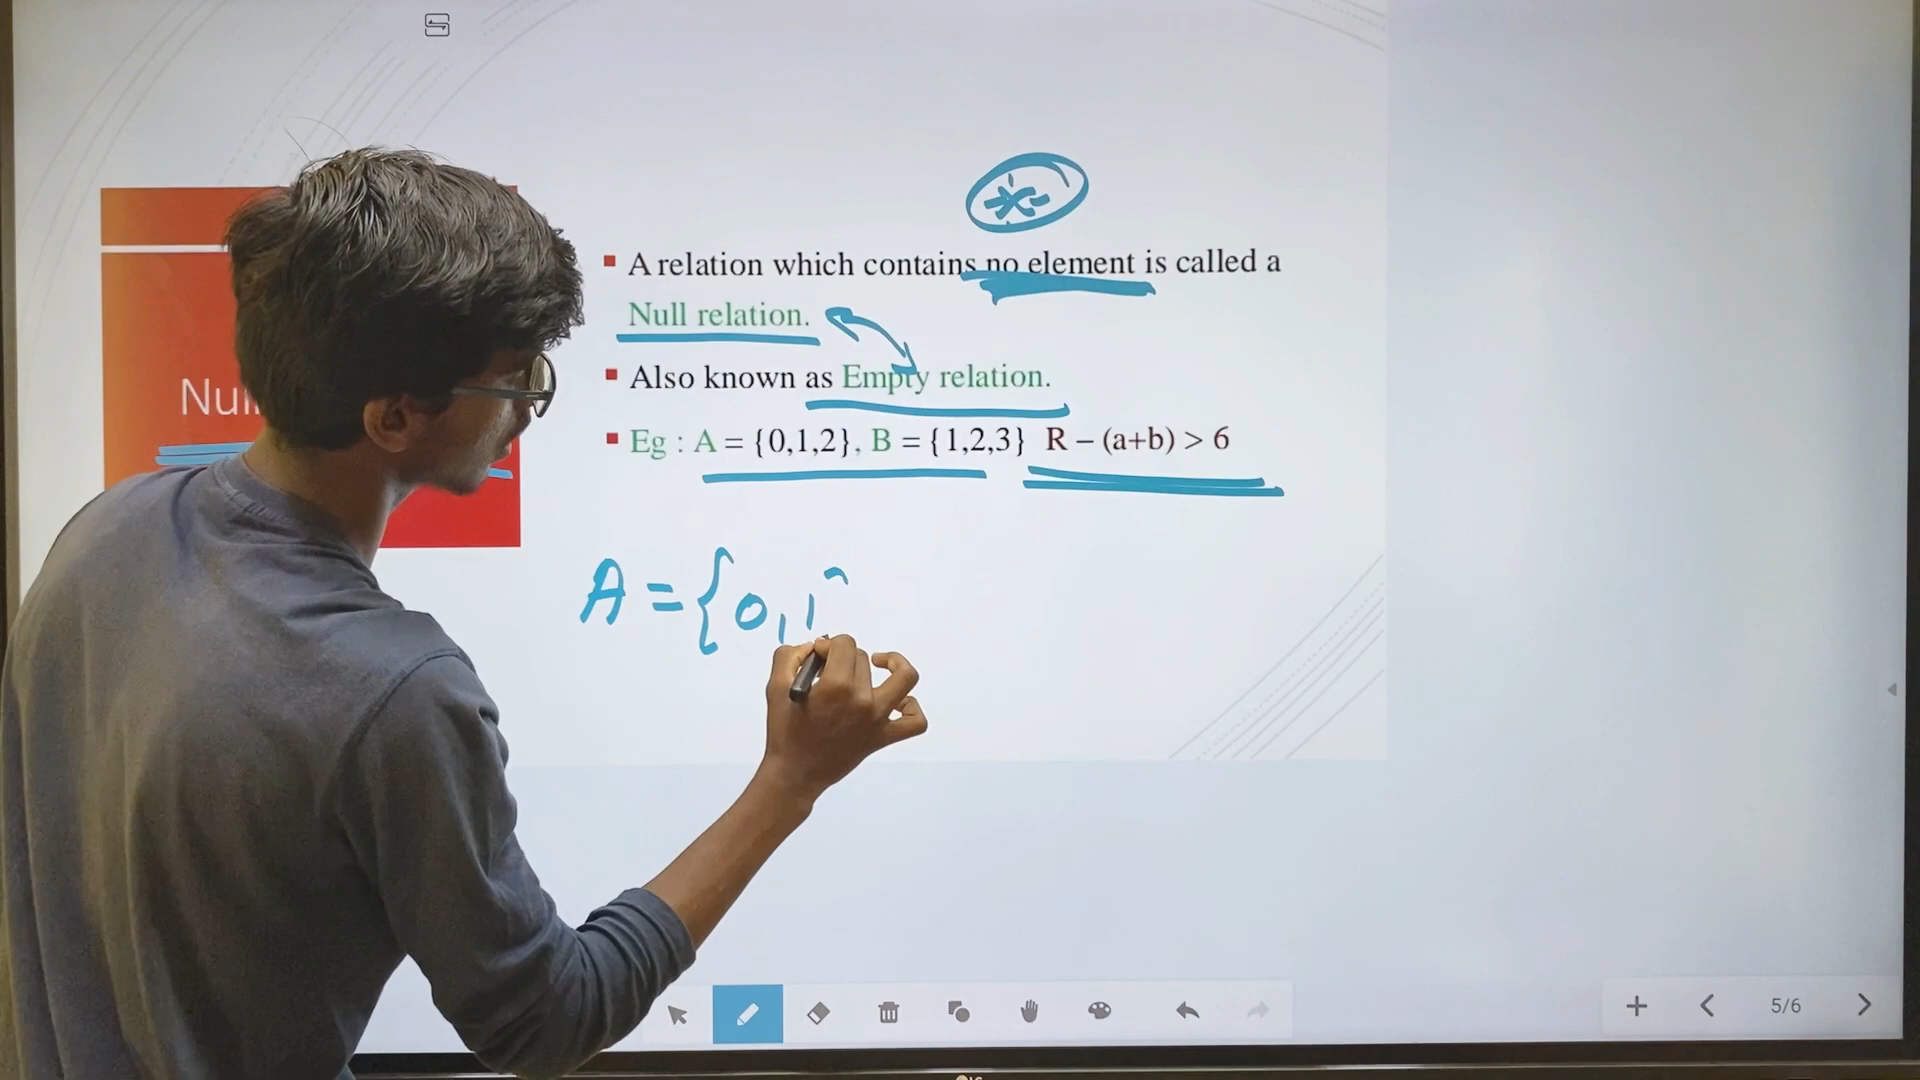 A relation which contains no element is called a
Null relation.
Also known as Empty relation.
Eg : A = {0,1,2}, B = {1,2,3} R – (a+b) > 6
A = {0,1
5/6